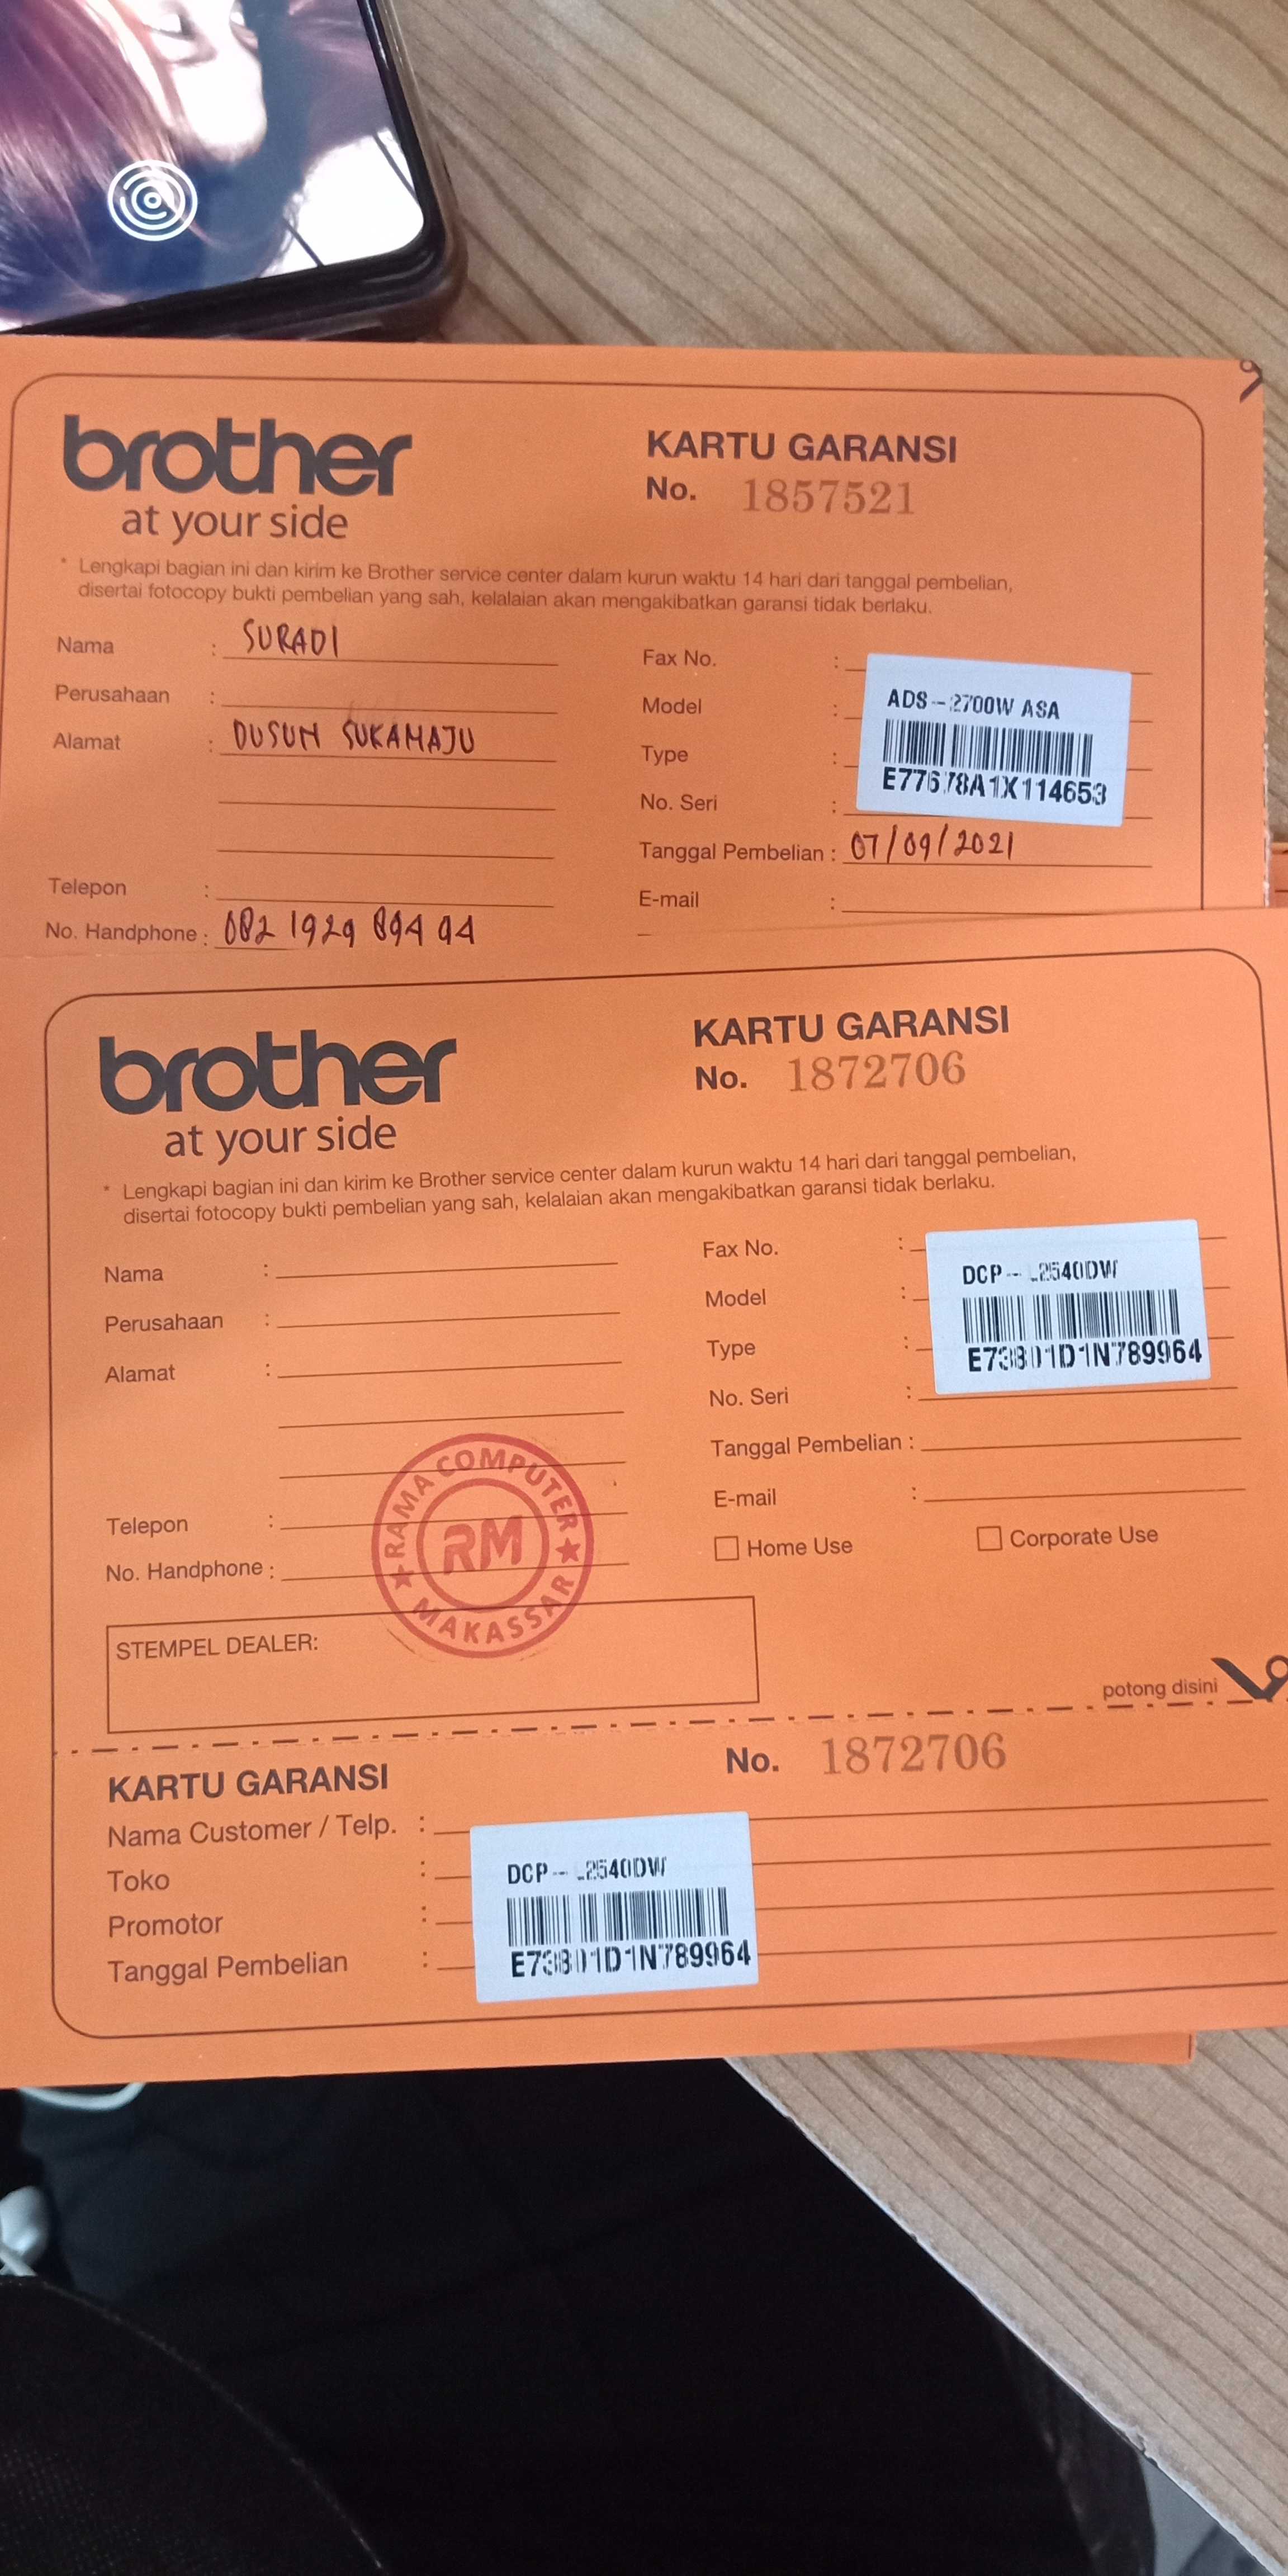 brother
at your side
KARTU GARANSI
No. 1857521
* Lengkapi bagian ini dan kirim ke Brother service center dalam kurun waktu 14 hari dari tanggal pembelian,
disertai fotocopy bukti pembelian yang sah, kelalaian akan mengakibatkan garansi tidak berlaku.
Nama : SURADI
Perusahaan :
Alamat : DUSUN SUKAMAJU
Telepon :
No. Handphone : 082 1929 894 94
Fax No. :
Model :
Type :
No. Seri :
ADS-2700W ASA
E77678A1X114653
Tanggal Pembelian : 07/09/2021
E-mail :
brother
at your side
KARTU GARANSI
No. 1872706
* Lengkapi bagian ini dan kirim ke Brother service center dalam kurun waktu 14 hari dari tanggal pembelian,
disertai fotocopy bukti pembelian yang sah, kelalaian akan mengakibatkan garansi tidak berlaku.
Nama :
Perusahaan :
Alamat :
Telepon :
No. Handphone :
Fax No. :
Model :
Type :
No. Seri :
DCP-L2540DW
E73801D1N789964
Tanggal Pembelian :
E-mail :
Home Use
Corporate Use
RAMA COMPUTER
RM
MAKASSAR
STEMPEL DEALER:
potong disini
KARTU GARANSI
No. 1872706
Nama Customer / Telp. :
Toko :
Promotor :
Tanggal Pembelian :
DCP-L2540DW
E73801D1N789964